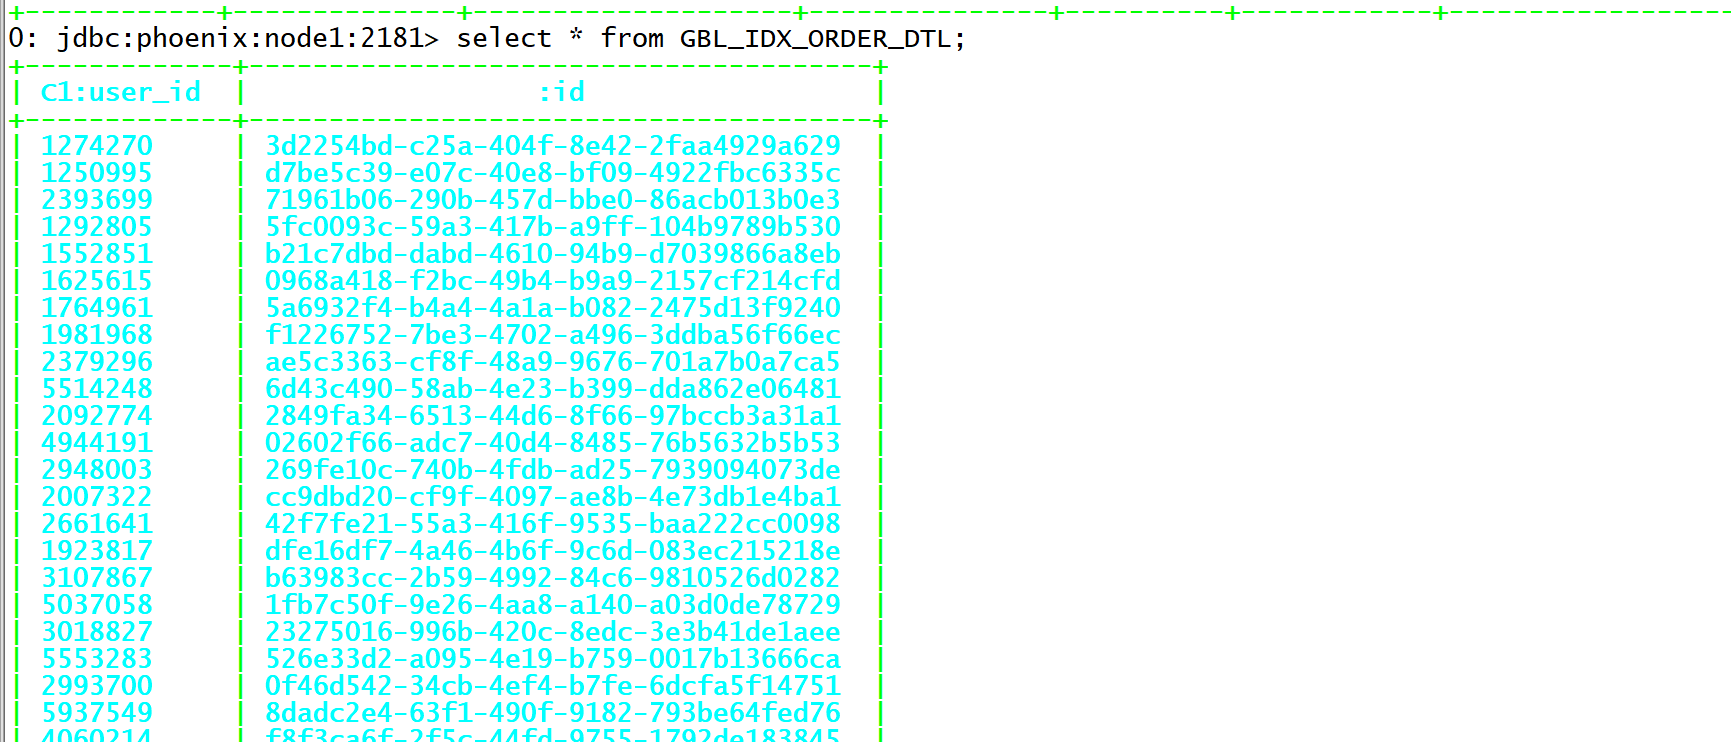 +------------+--------------+--------------------+---------------+----------+------------+------------------
0: jdbc:phoenix:node1:2181> select * from GBL_IDX_ORDER_DTL;
+-------------+---------------------------------------+
| C1:user_id | :id |
+-------------+---------------------------------------+
| 1274270 | 3d2254bd-c25a-404f-8e42-2faa4929a629 |
| 1250995 | d7be5c39-e07c-40e8-bf09-4922fbc6335c |
| 2393699 | 71961b06-290b-457d-bbe0-86acb013b0e3 |
| 1292805 | 5fc0093c-59a3-417b-a9ff-104b9789b530 |
| 1552851 | b21c7dbd-dabd-4610-94b9-d7039866a8eb |
| 1625615 | 0968a418-f2bc-49b4-b9a9-2157cf214cfd |
| 1764961 | 5a6932f4-b4a4-4a1a-b082-2475d13f9240 |
| 1981968 | f1226752-7be3-4702-a496-3ddba56f66ec |
| 2379296 | ae5c3363-cf8f-48a9-9676-701a7b0a7ca5 |
| 5514248 | 6d43c490-58ab-4e23-b399-dda862e06481 |
| 2092774 | 2849fa34-6513-44d6-8f66-97bccb3a31a1 |
| 4944191 | 02602f66-adc7-40d4-8485-76b5632b5b53 |
| 2948003 | 269fe10c-740b-4fdb-ad25-7939094073de |
| 2007322 | cc9dbd20-cf9f-4097-ae8b-4e73db1e4ba1 |
| 2661641 | 42f7fe21-55a3-416f-9535-baa222cc0098 |
| 1923817 | dfe16df7-4a46-4b6f-9c6d-083ec215218e |
| 3107867 | b63983cc-2b59-4992-84c6-9810526d0282 |
| 5037058 | 1fb7c50f-9e26-4aa8-a140-a03d0de78729 |
| 3018827 | 23275016-996b-420c-8edc-3e3b41de1aee |
| 5553283 | 526e33d2-a095-4e19-b759-0017b13666ca |
| 2993700 | 0f46d542-34cb-4ef4-b7fe-6dcfa5f14751 |
| 5937549 | 8dadc2e4-63f1-490f-9182-793be64fed76 |
| 4060214 | f8f3ca6f-2f5c-44fd-9755-1792de183845 |